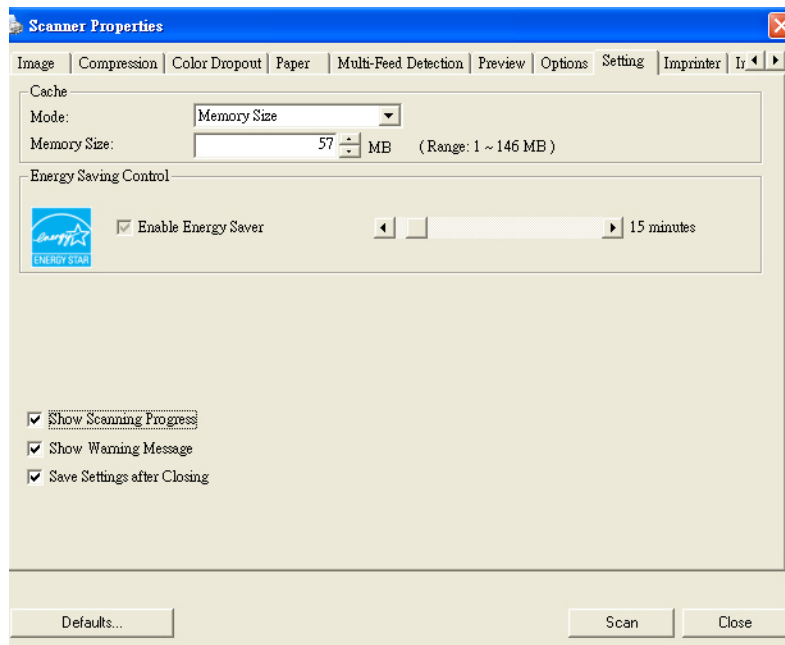 Scanner Properties
Image Compression Color Dropout Paper Multi-Feed Detection Preview Options Setting Imprinter
Cache
Mode: Memory Size
Memory Size: 57 MB ( Range: 1 ~ 146 MB )
Energy Saving Control
energy
ENERGY STAR
Enable Energy Saver 15 minutes
Show Scanning Progress
Show Warning Message
Save Settings after Closing
Defaults... Scan Close